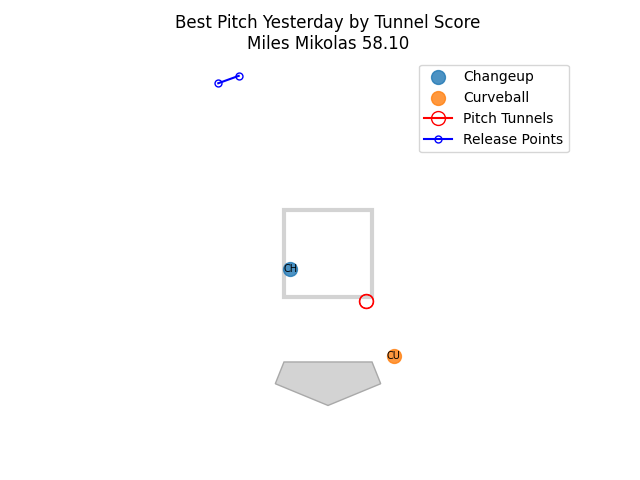 Best Pitch Yesterday by Tunnel Score
Miles Mikolas 58.10
Changeup
Curveball
Pitch Tunnels
Release Points
CH
CU